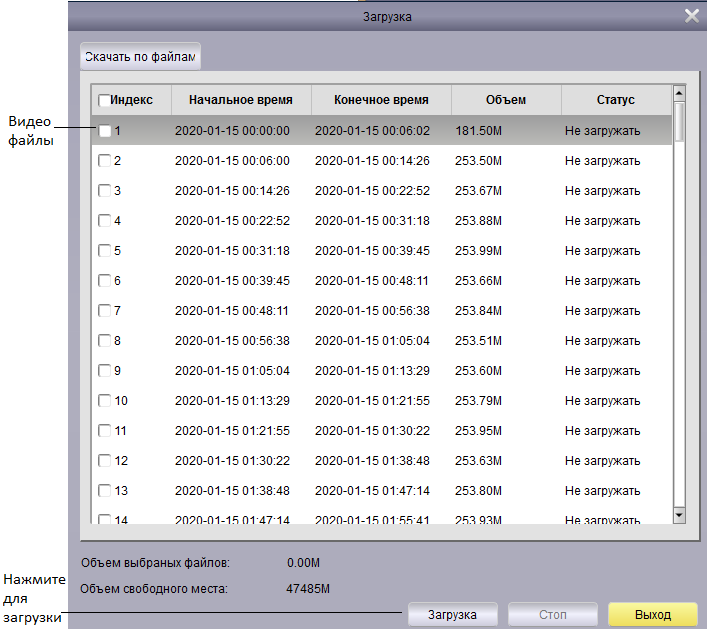 Загрузка
Скачать по файлам
Индекс Начальное время Конечное время Объем Статус
Видео файлы
1 2020-01-15 00:00:00 2020-01-15 00:06:02 181.50M Не загружать
2 2020-01-15 00:06:00 2020-01-15 00:14:26 253.50M Не загружать
3 2020-01-15 00:14:26 2020-01-15 00:22:52 253.67M Не загружать
4 2020-01-15 00:22:52 2020-01-15 00:31:18 253.88M Не загружать
5 2020-01-15 00:31:18 2020-01-15 00:39:45 253.99M Не загружать
6 2020-01-15 00:39:45 2020-01-15 00:48:11 253.66M Не загружать
7 2020-01-15 00:48:11 2020-01-15 00:56:38 253.84M Не загружать
8 2020-01-15 00:56:38 2020-01-15 01:05:04 253.51M Не загружать
9 2020-01-15 01:05:04 2020-01-15 01:13:29 253.60M Не загружать
10 2020-01-15 01:13:29 2020-01-15 01:21:55 253.79M Не загружать
11 2020-01-15 01:21:55 2020-01-15 01:30:22 253.95M Не загружать
12 2020-01-15 01:30:22 2020-01-15 01:38:48 253.63M Не загружать
13 2020-01-15 01:38:48 2020-01-15 01:47:14 253.80M Не загружать
14 2020-01-15 01:47:14 2020-01-15 01:55:41 253.93M Не загружать
Объем выбраных файлов: 0.00M
Объем свободного места: 47485M
Нажмите
для
загрузки
Загрузка Стоп Выход